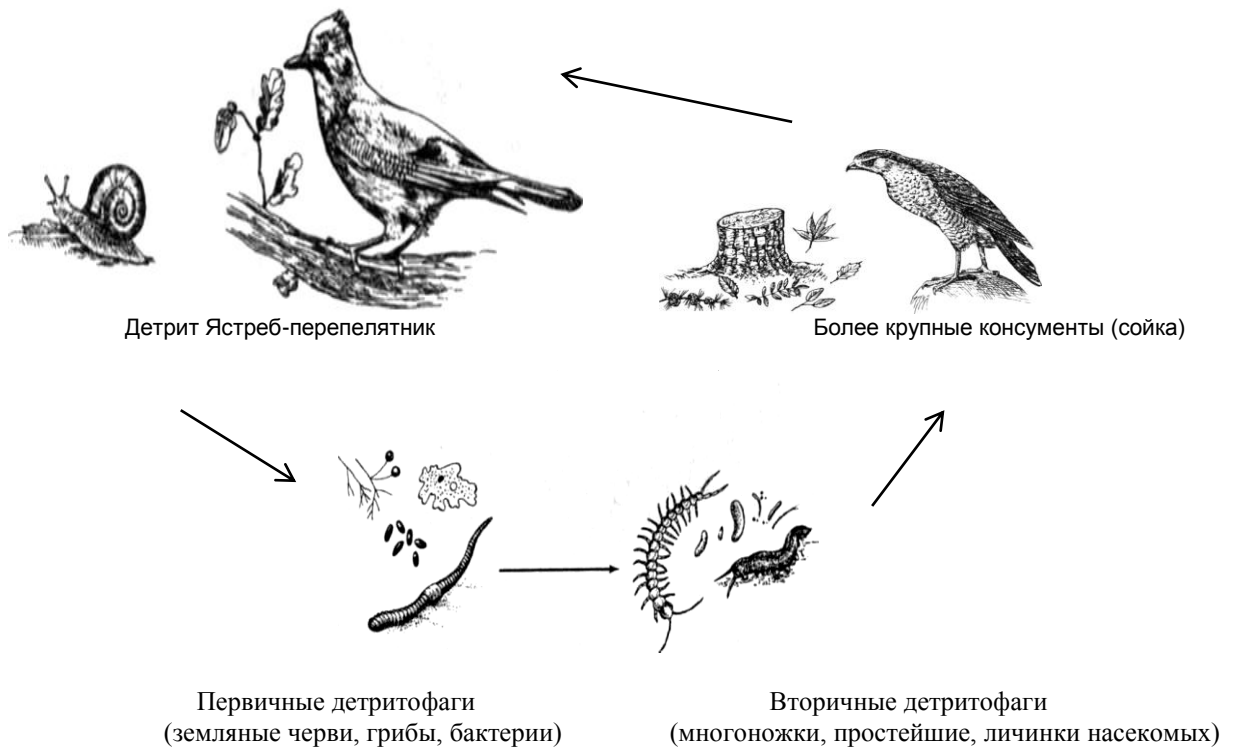 Детрит Ястреб-перепелятник
Более крупные консументы (сойка)
Первичные детритофаги
(земляные черви, грибы, бактерии)
Вторичные детритофаги
(многоножки, простейшие, личинки насекомых)